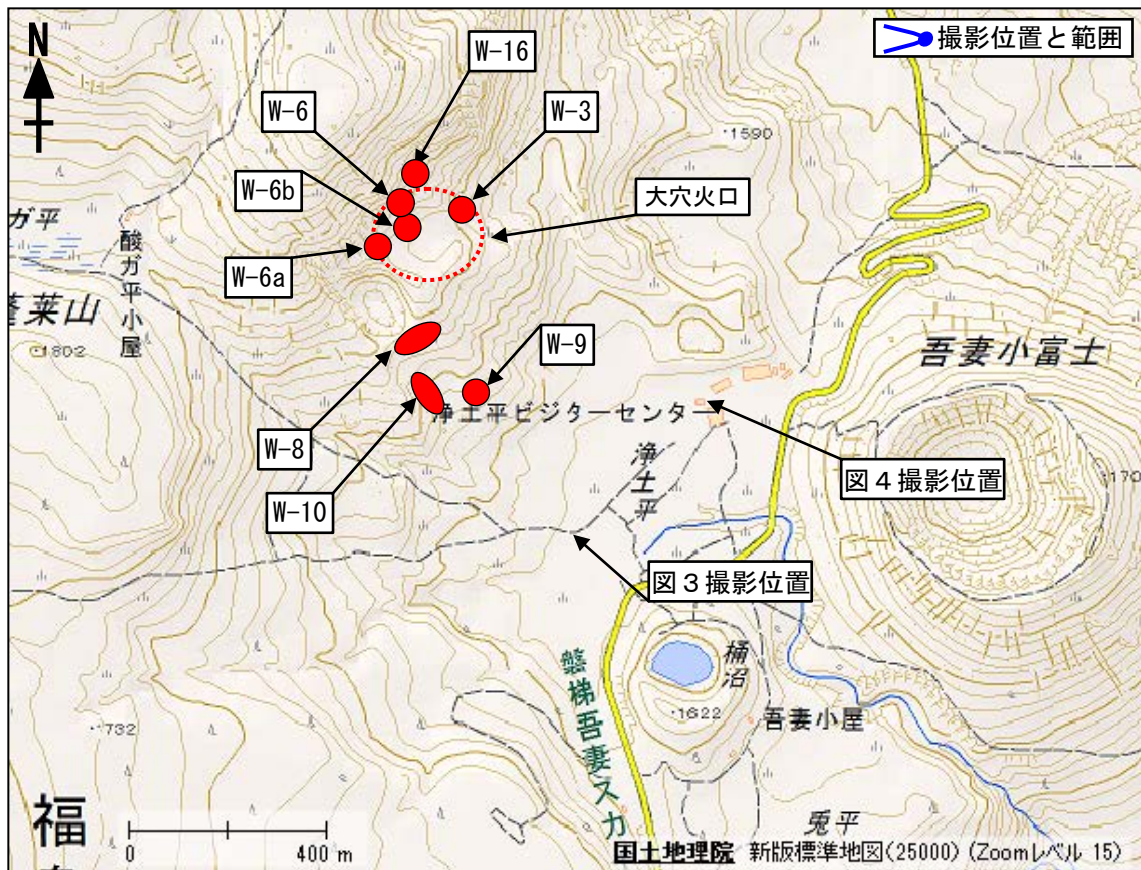 N
撮影位置と範囲
W-16
W-6
W-3
・1590
W-6b
大穴火口
ガ平
酸ガ平小屋
W-6a
蓬莱山
1802
W-9
吾妻小富士
浄土平ビジターセンター
W-8
浄土平
図4撮影位置
170
W-10
図3撮影位置
磐梯吾妻スカ
桶沼
・1622
吾妻小屋
・1732
福
兎平
0
400 m
国土地理院 新版標準地図(25000) (Zoomレベル 15)